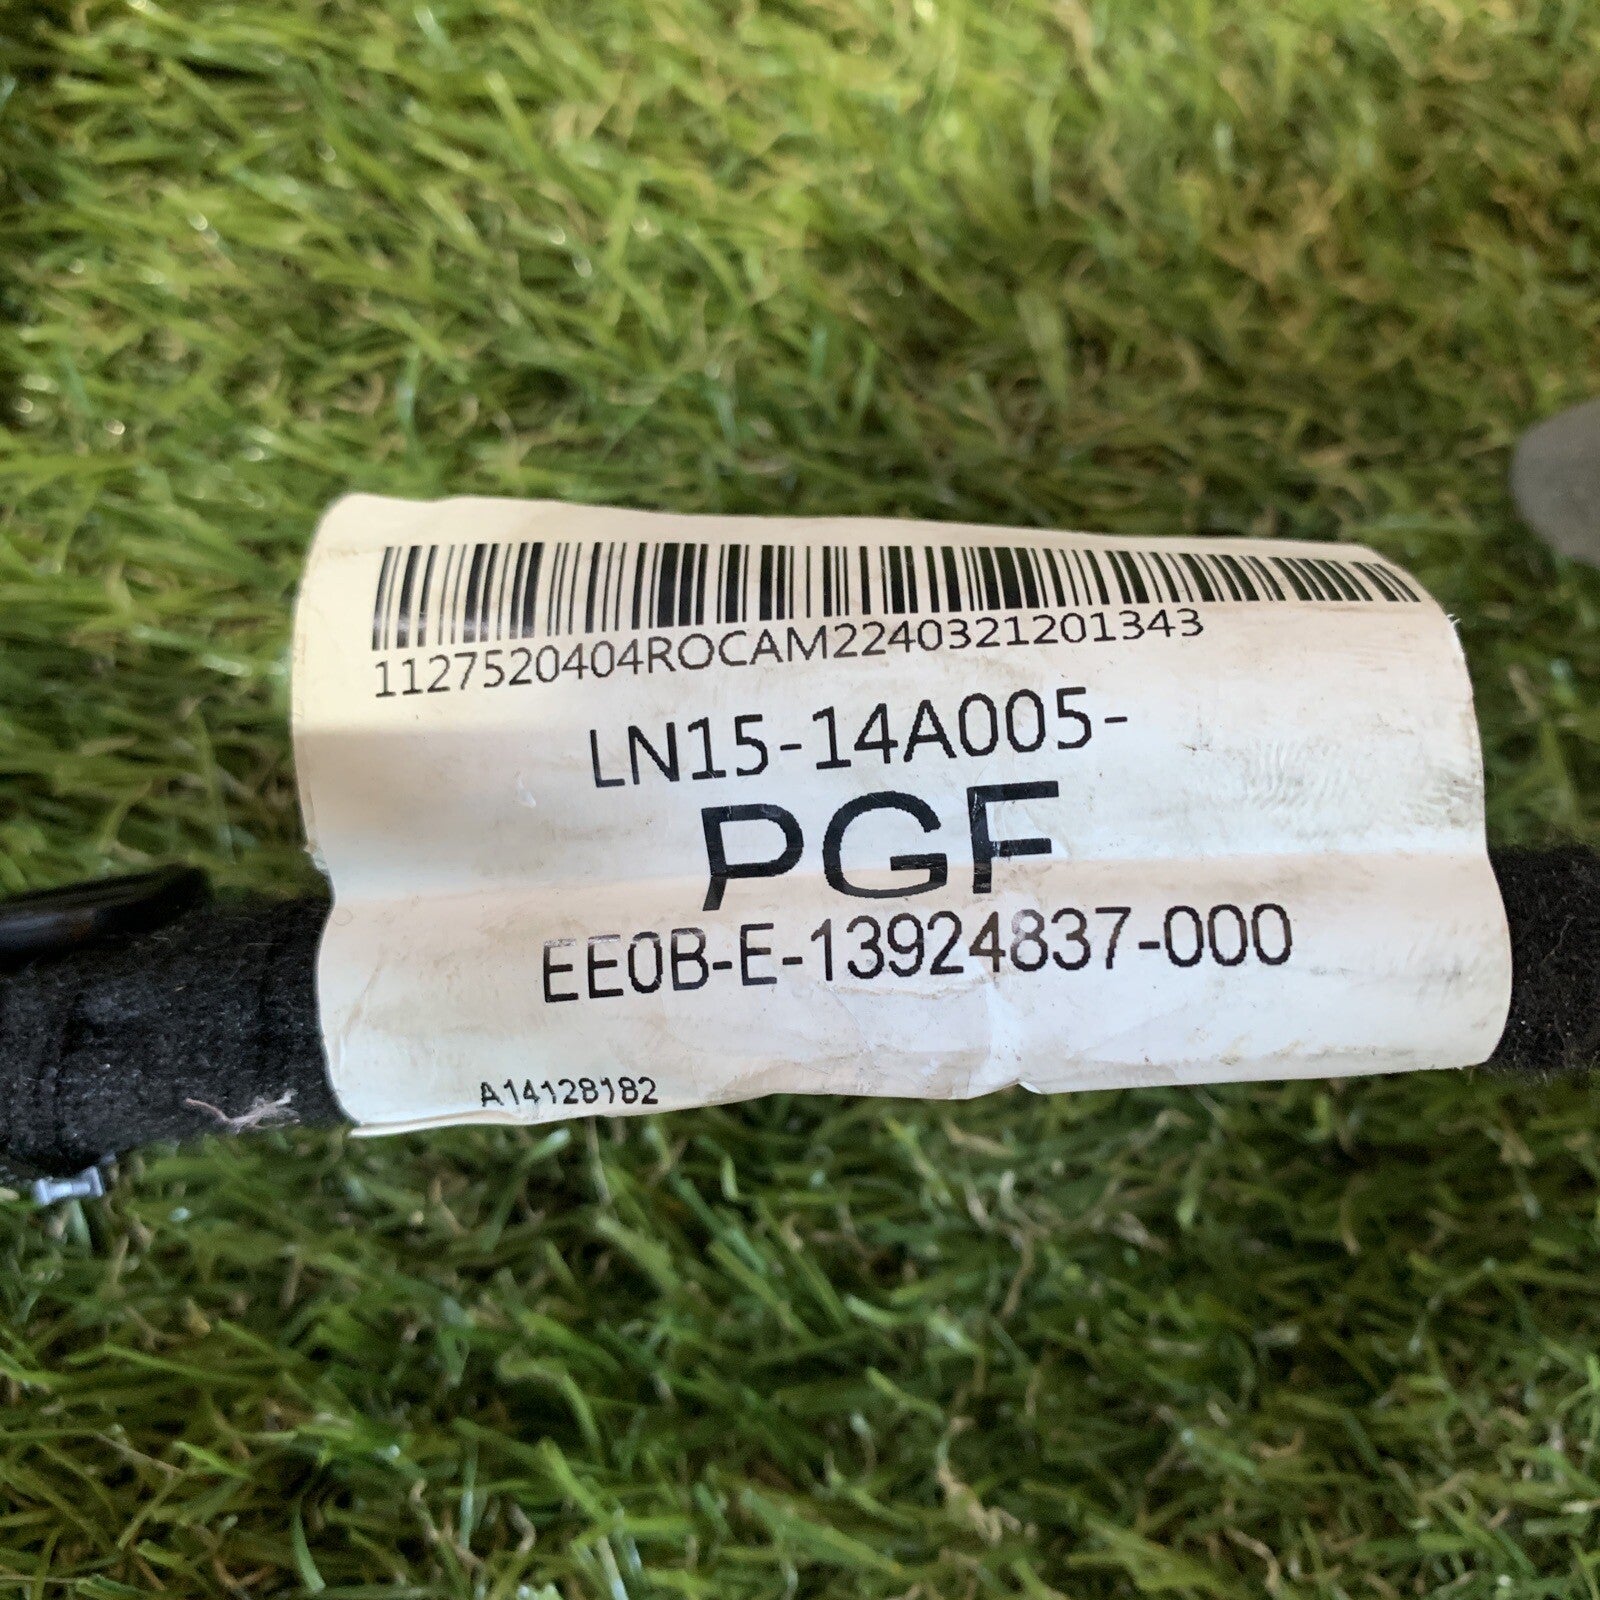 1127520404ROCAM2240321201343
LN15-14A005-
PGF
EE0B-E-13924837-000
A14128182